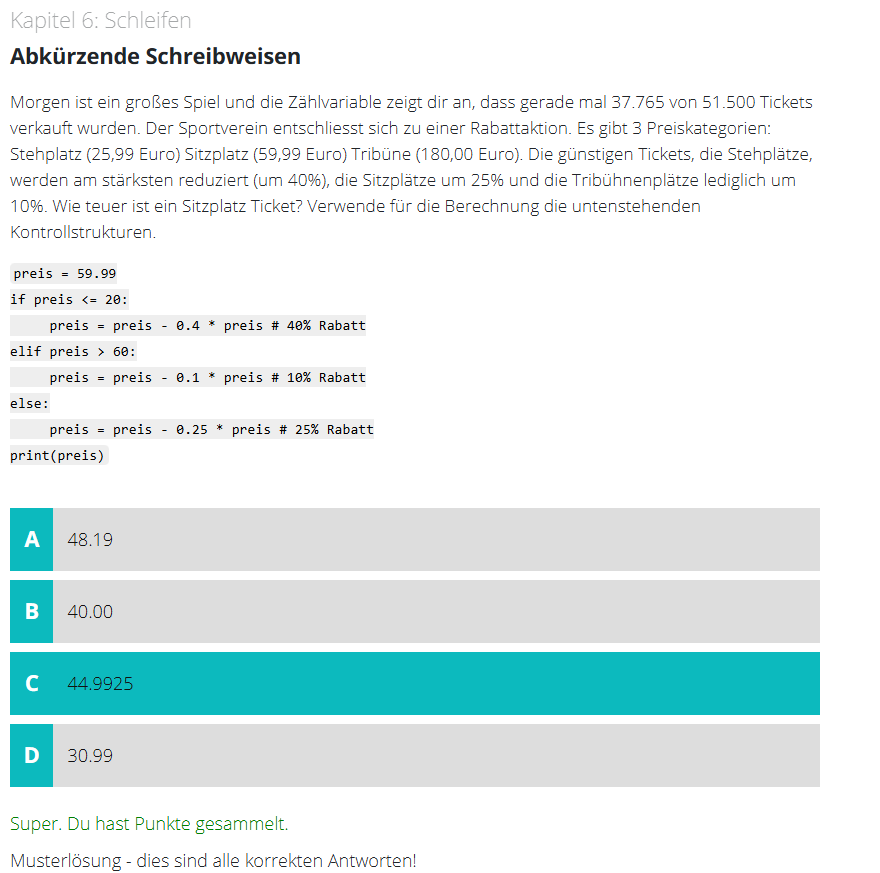 Kapitel 6: Schleifen
Abkürzende Schreibweisen
Morgen ist ein großes Spiel und die Zählvariable zeigt dir an, dass gerade mal 37.765 von 51.500 Tickets
verkauft wurden. Der Sportverein entschliesst sich zu einer Rabattaktion. Es gibt 3 Preiskategorien:
Stehplatz (25,99 Euro) Sitzplatz (59,99 Euro) Tribüne (180,00 Euro). Die günstigen Tickets, die Stehplätze,
werden am stärksten reduziert (um 40%), die Sitzplätze um 25% und die Tribühnenplätze lediglich um
10%. Wie teuer ist ein Sitzplatz Ticket? Verwende für die Berechnung die untenstehenden
Kontrollstrukturen.
preis = 59.99
if preis <= 20:
    preis = preis - 0.4 * preis # 40% Rabatt
elif preis > 60:
    preis = preis - 0.1 * preis # 10% Rabatt
else:
    preis = preis - 0.25 * preis # 25% Rabatt
print(preis)
A 48.19
B 40.00
C 44.9925
D 30.99
Super. Du hast Punkte gesammelt.
Musterlösung - dies sind alle korrekten Antworten!